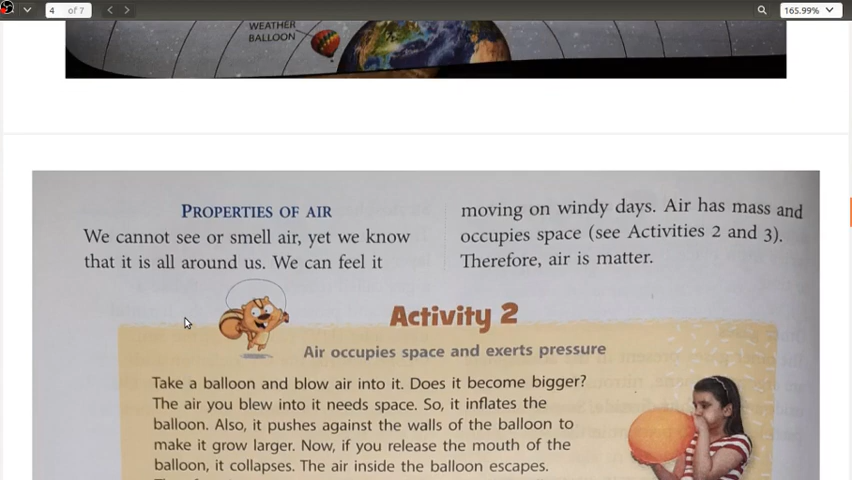 4 of 7
165.99%
WEATHER
BALLOON
PROPERTIES OF AIR
We cannot see or smell air, yet we know
that it is all around us. We can feel it
moving on windy days. Air has mass and
occupies space (see Activities 2 and 3).
Therefore, air is matter.
Activity 2
Air occupies space and exerts pressure
Take a balloon and blow air into it. Does it become bigger?
The air you blew into it needs space. So, it inflates the
balloon. Also, it pushes against the walls of the balloon to
make it grow larger. Now, if you release the mouth of the
balloon, it collapses. The air inside the balloon escapes.